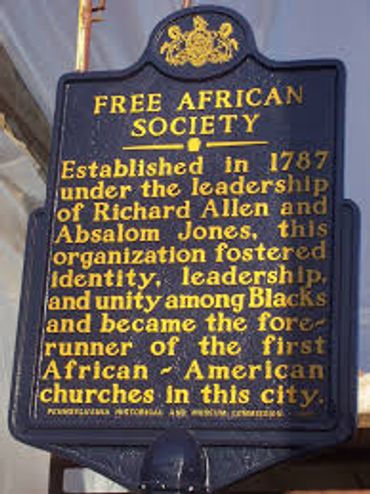 FREE AFRICAN
SOCIETY
Established in 1787
under the leadership
of Richard Allen and
Absalom Jones, this
organization fostered
identity, leadership,
and unity among Blacks
and became the fore-
runner of the first
African - American
churches in this city.
PENNSYLVANIA HISTORICAL AND MUSEUM COMMISSION